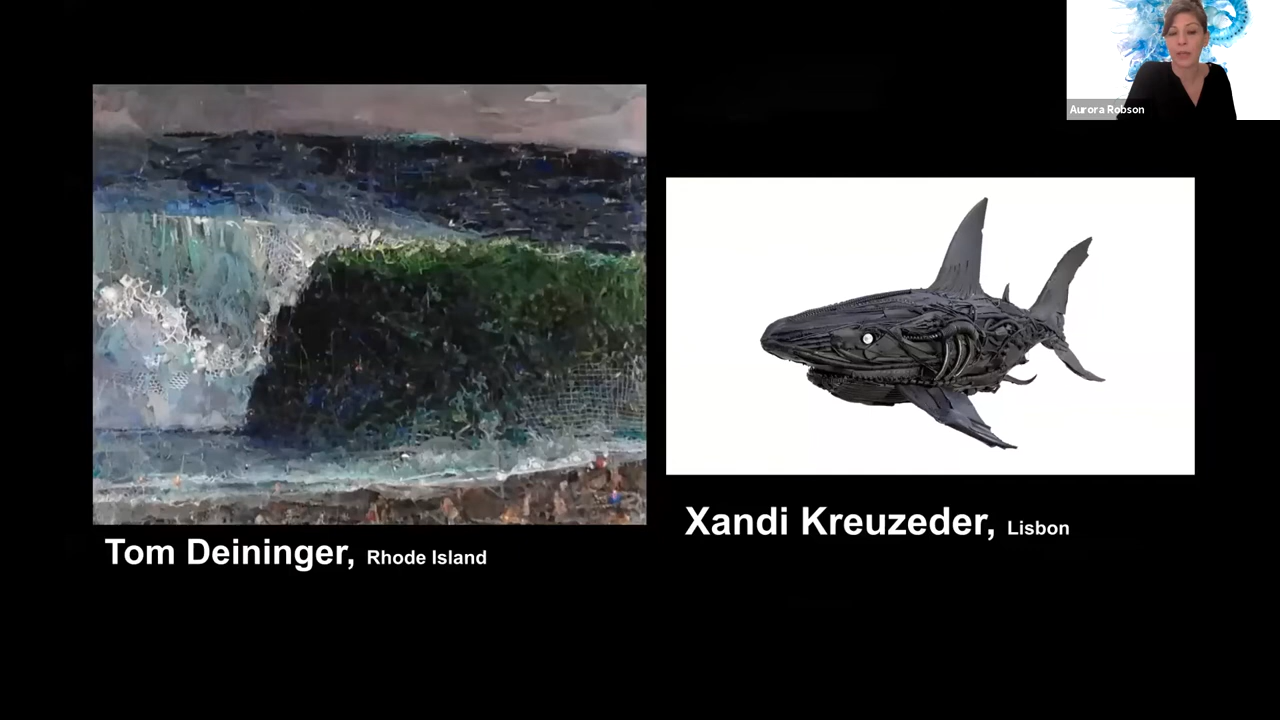 Aurora Robson
Tom Deininger, Rhode Island
Xandi Kreuzeder, Lisbon